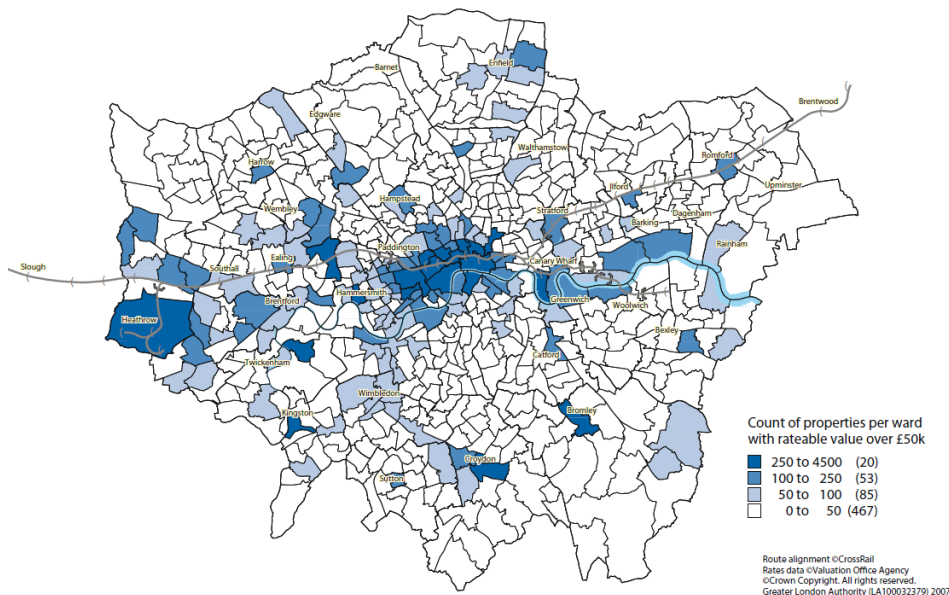 Brentwood
Enfield
Barnet
Edgware
Walthamstow
Romford
Harrow
Ilford
Upminster
Hampstead
Wembley
Stratford
Dagenham
Barking
Rainham
Paddington
Ealing
Canary Wharf
Slough
Southall
Hammersmith
Brentford
Greenwich
Woolwich
Heathrow
Bexley
Catford
Twickenham
Wimbledon
Kingston
Bromley
Croydon
Sutton
Count of properties per ward
with rateable value over £50k
250 to 4500 (20)
100 to 250 (53)
50 to 100 (85)
0 to 50 (467)
Route alignment ©CrossRail
Rates data ©Valuation Office Agency
©Crown Copyright. All rights reserved.
Greater London Authority (LA100032379) 2007